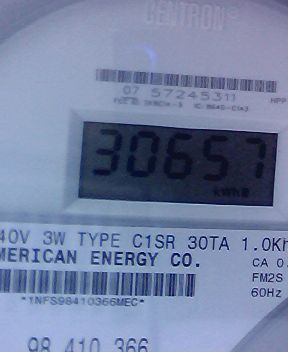 CENTRON®
07 57245311
30657
kWh
40V 3W TYPE C1SR 30TA 1.0Kh
MERICAN ENERGY CO.
CA 0.
FM2S
60Hz
*1NFS98410366MEC*
98 410 366